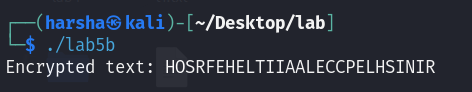 ┌──(harsha㉿kali)-[~/Desktop/lab]
└─$ ./lab5b
Encrypted text: HOSRFEHELTIIAALECCPELHSINIR